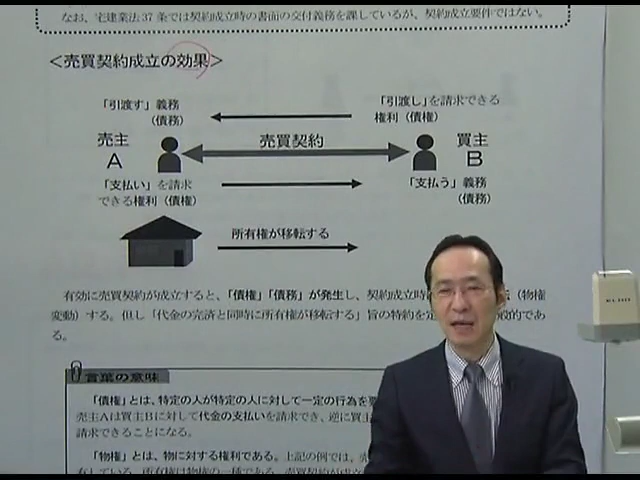 なお、宅建業法37条では契約成立時の書面の交付義務を課しているが、契約成立要件ではない。
＜売買契約成立の効果＞
「引渡す」義務
（債務）
「引渡し」を請求できる
権利（債権）
売主
A
売買契約
買主
B
「支払い」を請求
できる権利（債権）
「支払う」義務
（債務）
所有権が移転する
有効に売買契約が成立すると、「債権」「債務」が発生し、契約成立時
（物権
変動）する。但し「代金の完済と同時に所有権が移転する」旨の特約を
的であ
る。
言葉の意味
「債権」とは、特定の人が特定の人に対して一定の行為を
売主Aは買主Bに対して代金の支払いを請求でき、逆に買主
請求できることになる。
「物権」とは、物に対する権利である。上記の例では、